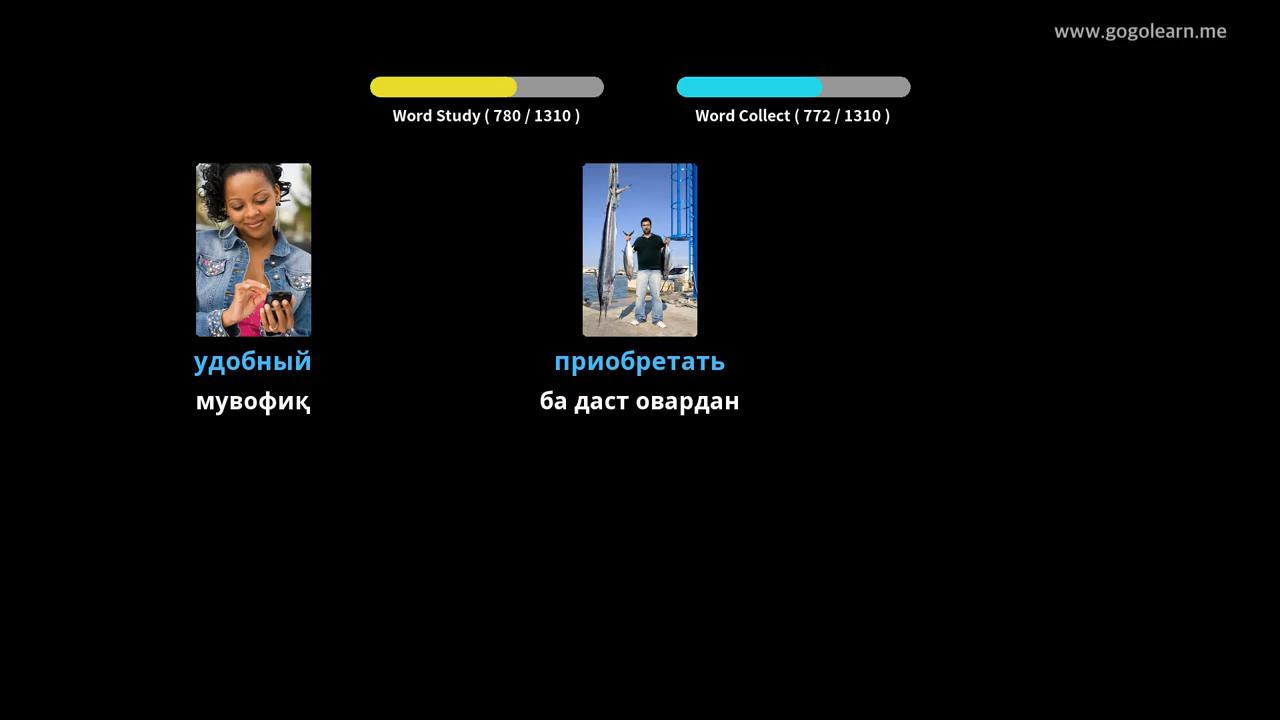 www.gogolearn.me
Word Study ( 780 / 1310 )
Word Collect ( 772 / 1310 )
удобный
мувофиқ
приобретать
ба даст овардан